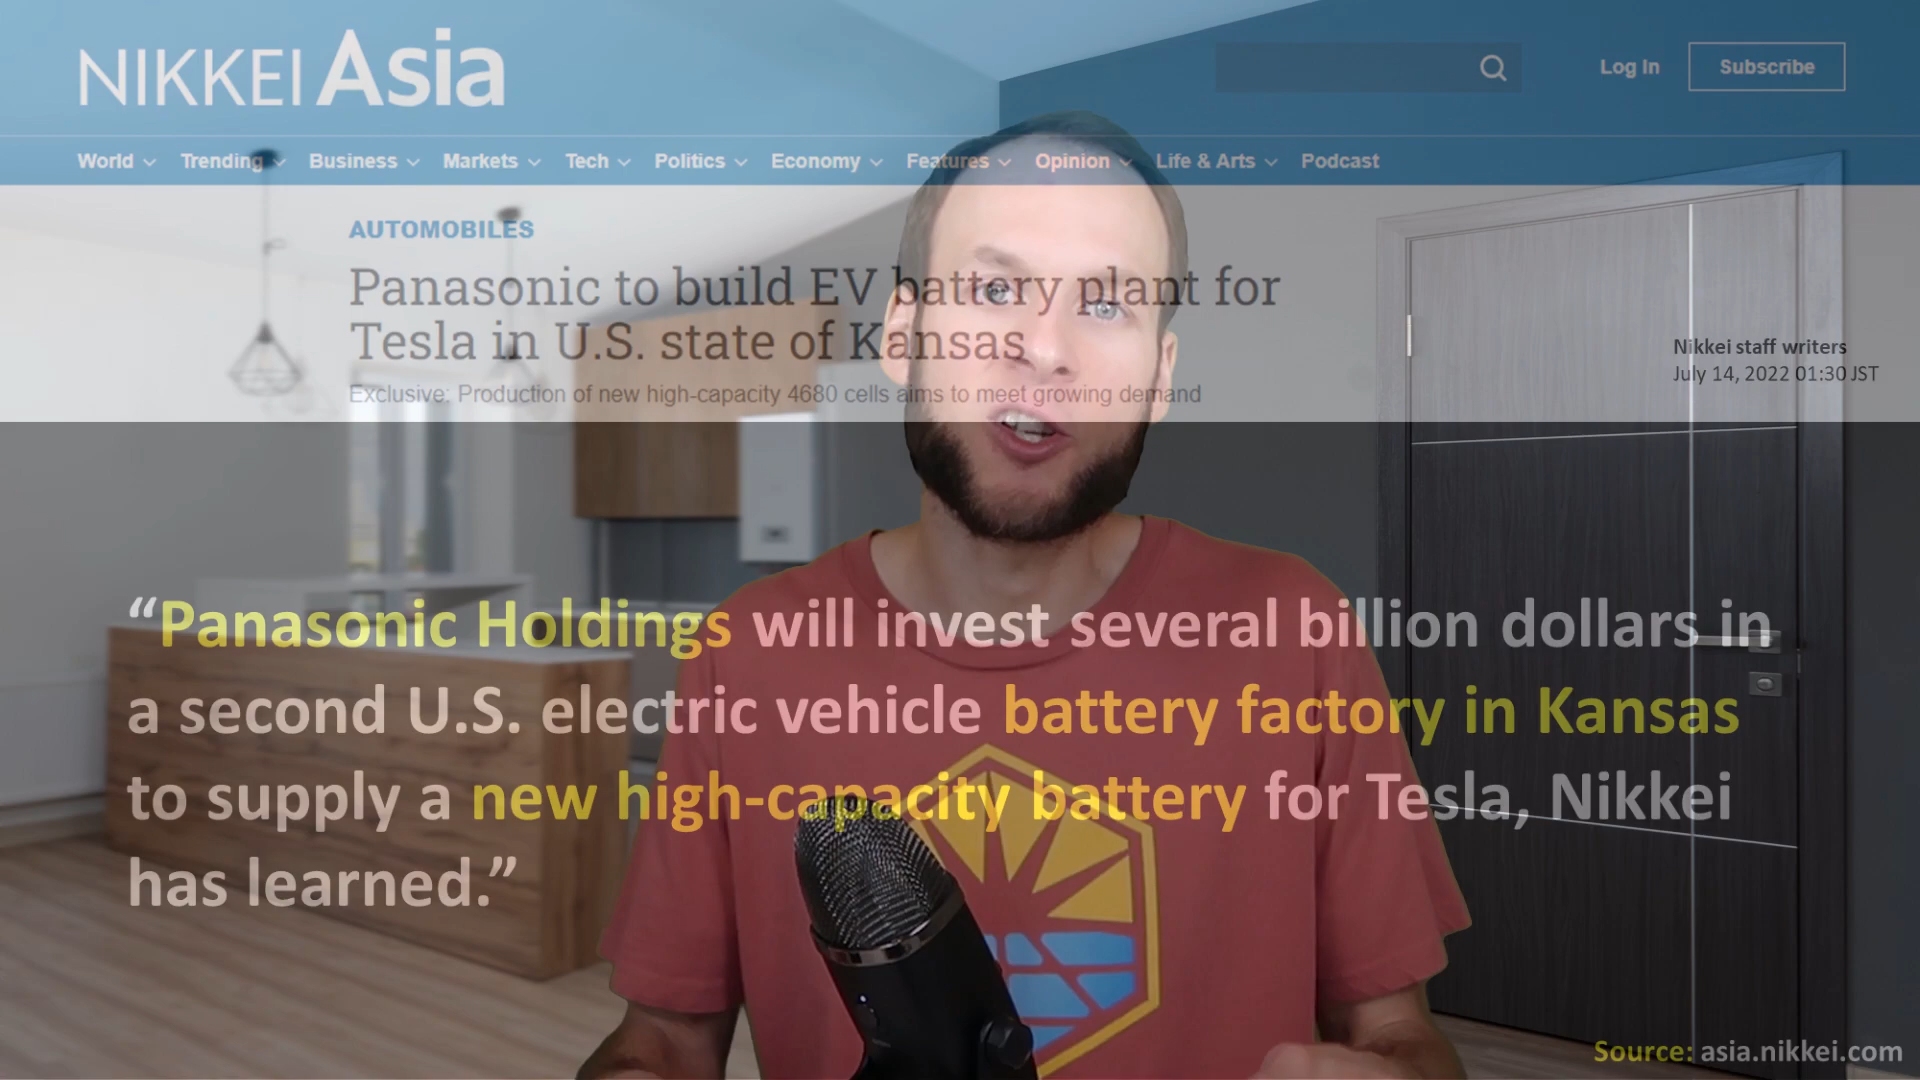 NIKKEI Asia
Log In
Subscribe
World Trending Business Markets Tech Politics Economy Features Opinion Life & Arts Podcast
AUTOMOBILES
Panasonic to build EV battery plant for
Tesla in U.S. state of Kansas
Exclusive: Production of new high-capacity 4680 cells aims to meet growing demand
Nikkei staff writers
July 14, 2022 01:30 JST
“Panasonic Holdings will invest several billion dollars in
a second U.S. electric vehicle battery factory in Kansas
to supply a new high-capacity battery for Tesla, Nikkei
has learned.”
Source: asia.nikkei.com